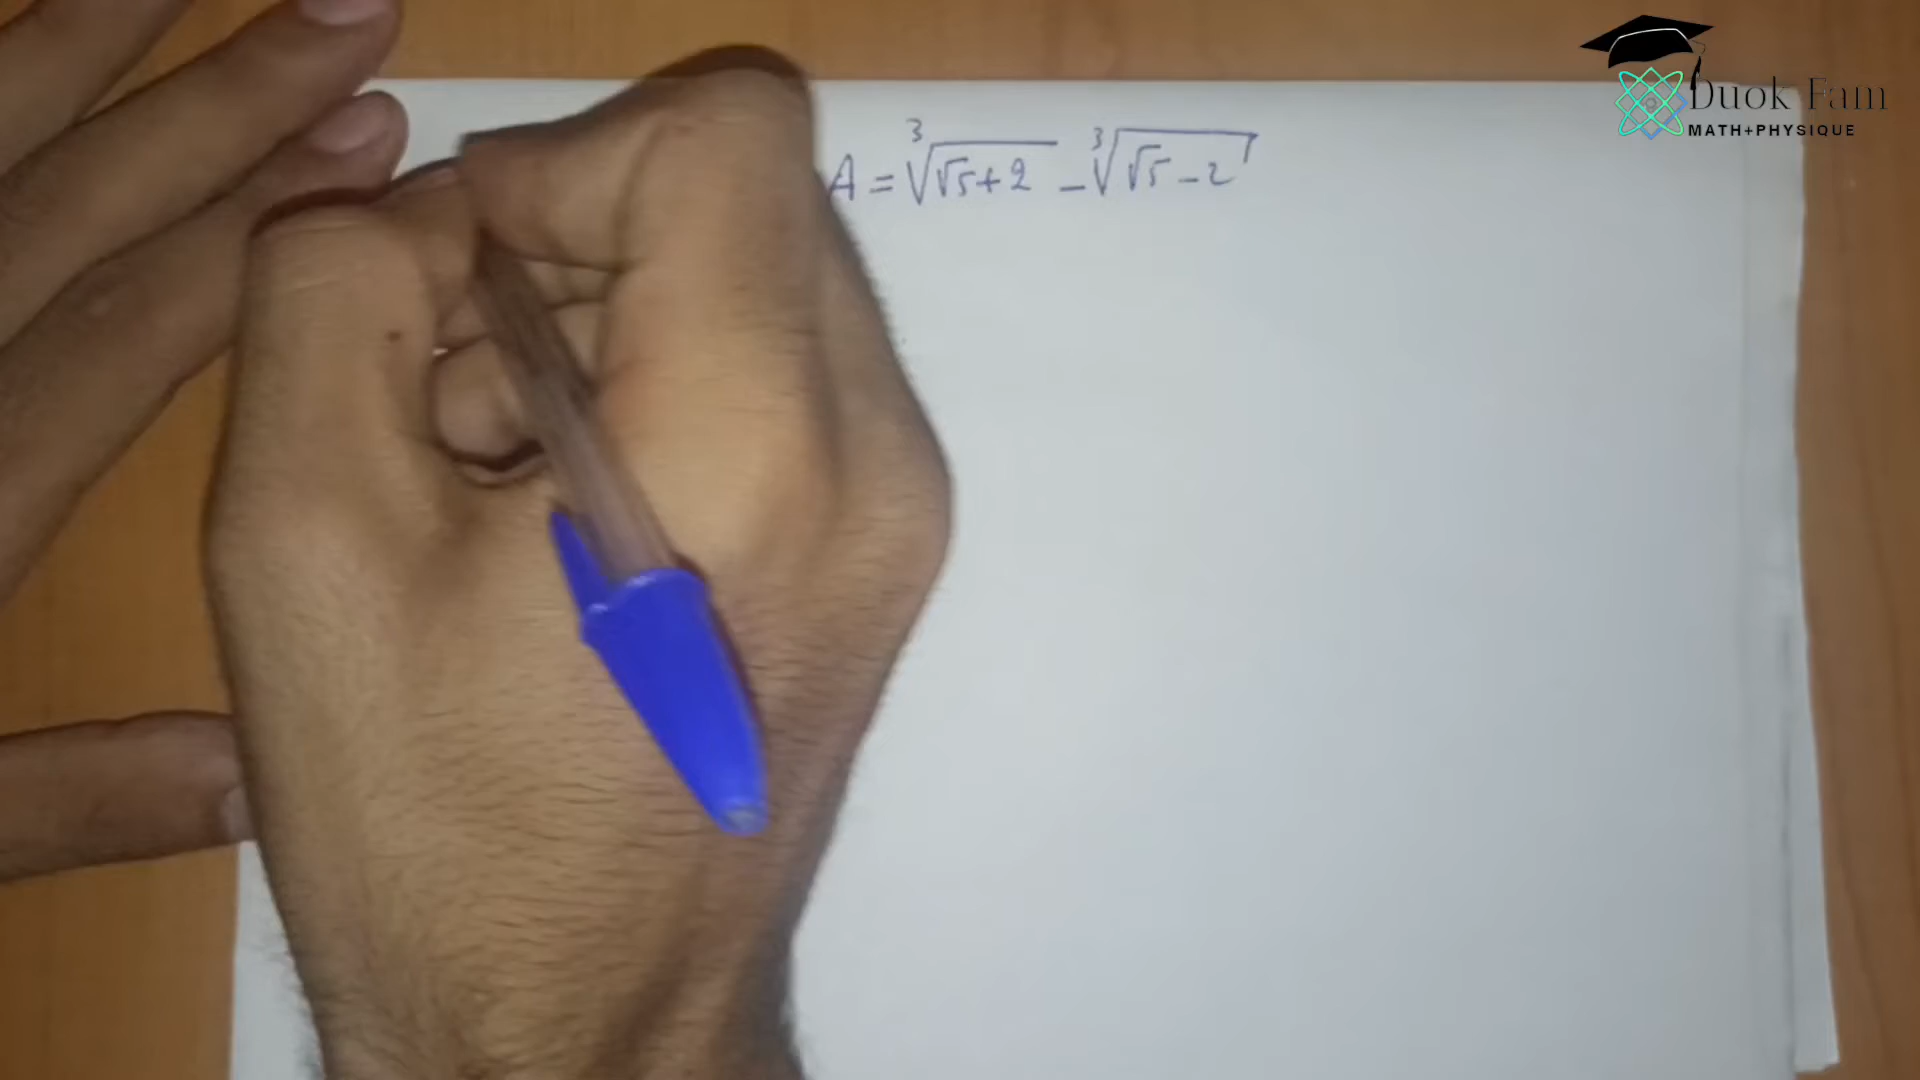 A = ∛(√5+2) - ∛(√5-2)
Duok Fam
MATH+PHYSIQUE